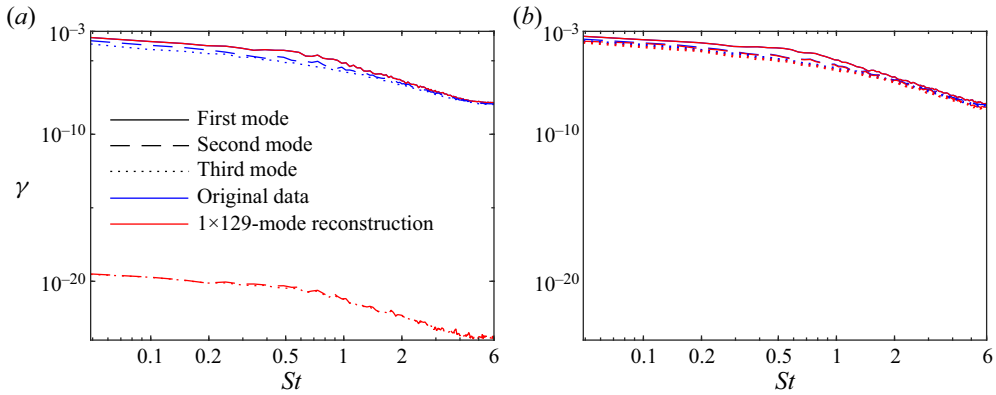 (a)
(b)
10−3
10−10
10−20
γ
First mode
Second mode
Third mode
Original data
1×129-mode reconstruction
0.1 0.2 0.5 1 2 6
St
10−3
10−10
10−20
0.1 0.2 0.5 1 2 6
St